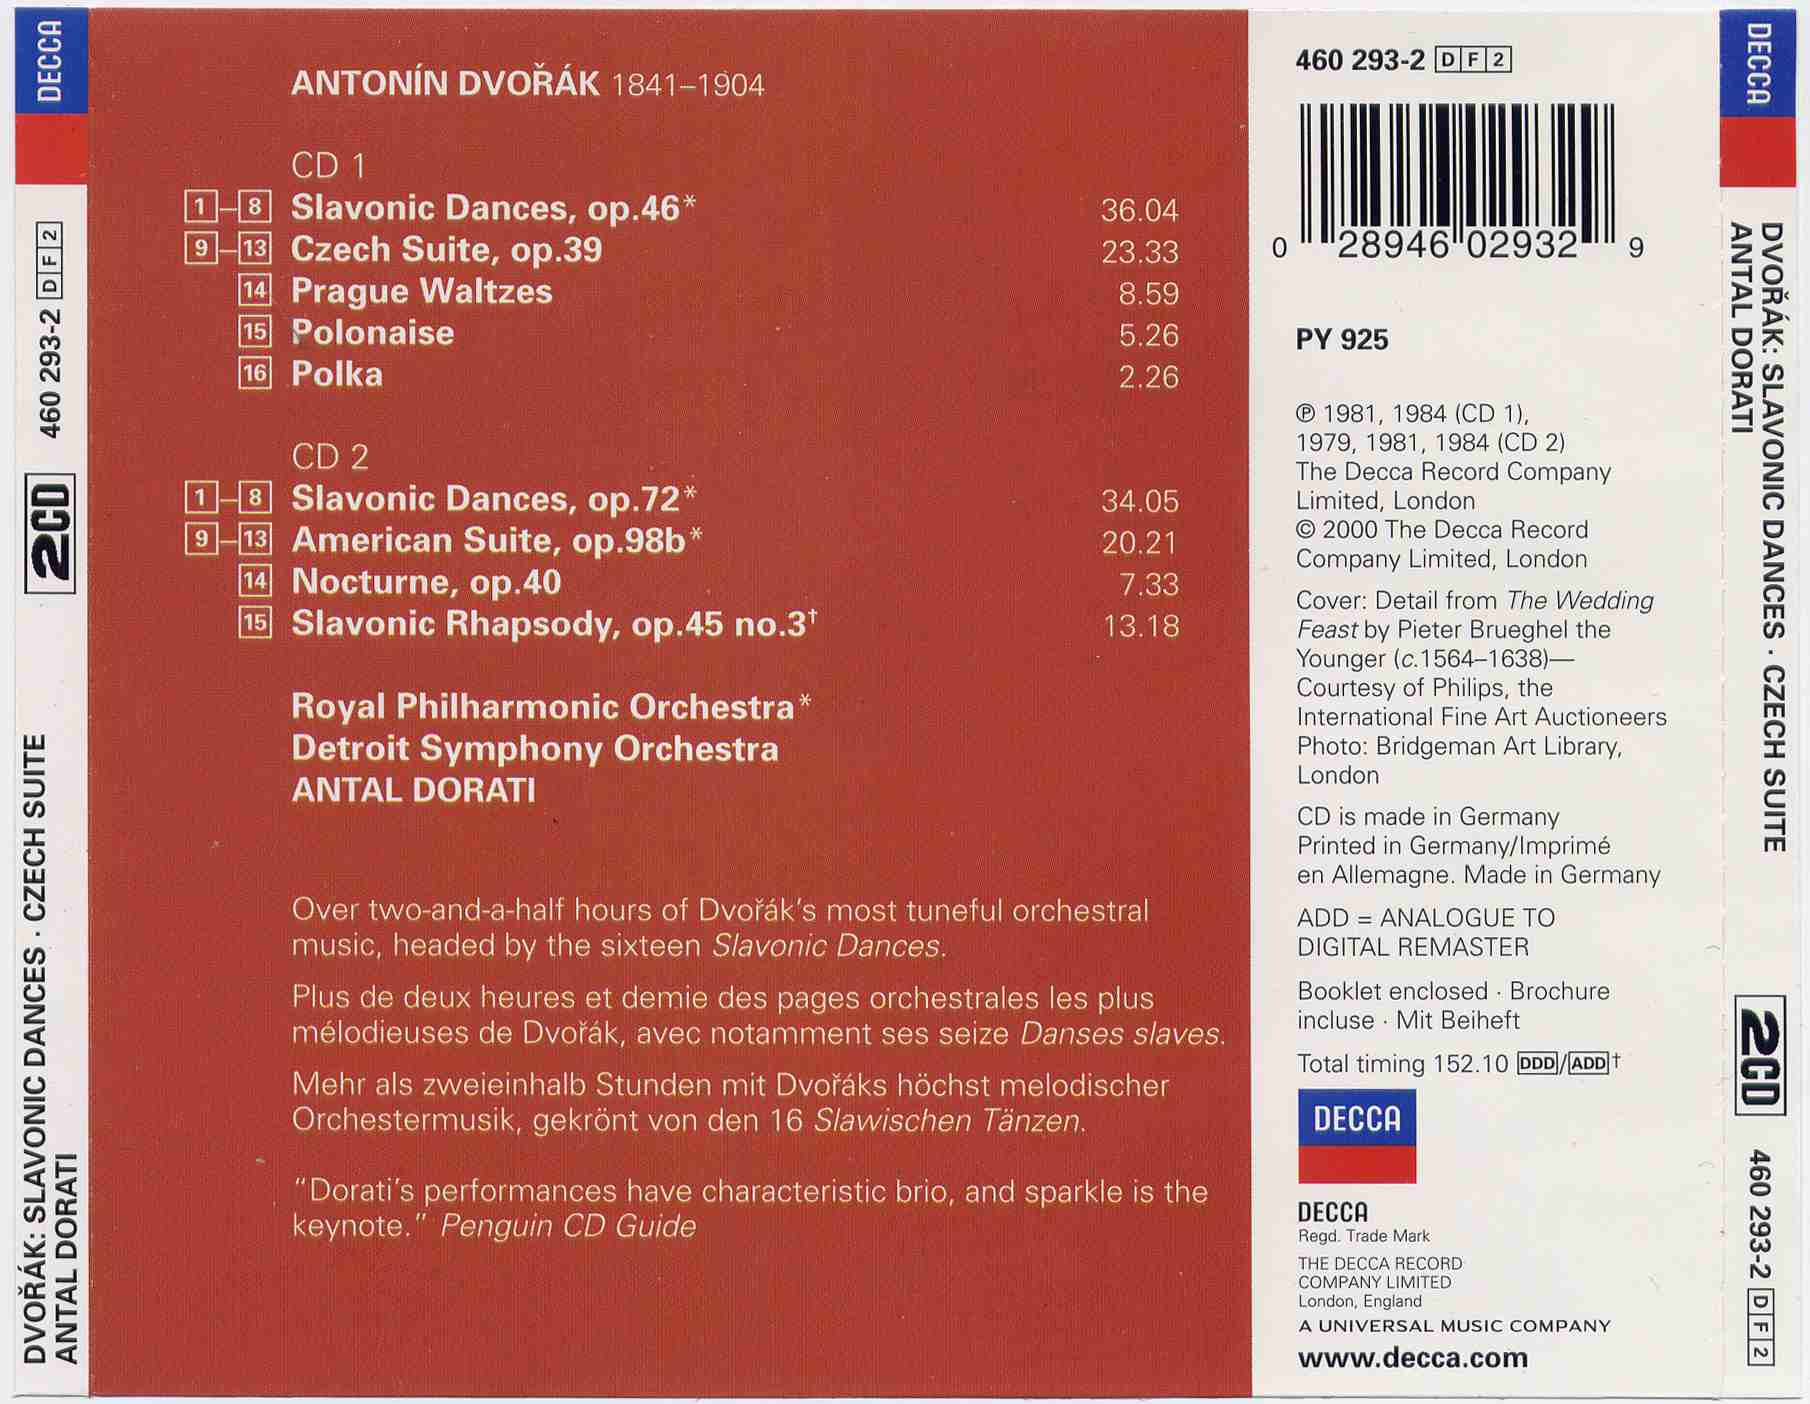 DECCA
460 293-2 D F 2
2CD
DVOŘÁK: SLAVONIC DANCES · CZECH SUITE
ANTAL DORATI
ANTONÍN DVOŘÁK 1841–1904
CD 1
1–8 Slavonic Dances, op.46* 36.04
9–13 Czech Suite, op.39 23.33
14 Prague Waltzes 8.59
15 Polonaise 5.26
16 Polka 2.26
CD 2
1–8 Slavonic Dances, op.72* 34.05
9–13 American Suite, op.98b* 20.21
14 Nocturne, op.40 7.33
15 Slavonic Rhapsody, op.45 no.3† 13.18
Royal Philharmonic Orchestra*
Detroit Symphony Orchestra
ANTAL DORATI
Over two-and-a-half hours of Dvořák's most tuneful orchestral
music, headed by the sixteen Slavonic Dances.
Plus de deux heures et demie des pages orchestrales les plus
mélodieuses de Dvořák, avec notamment ses seize Danses slaves.
Mehr als zweieinhalb Stunden mit Dvořáks höchst melodischer
Orchestermusik, gekrönt von den 16 Slawischen Tänzen.
“Dorati's performances have characteristic brio, and sparkle is the
keynote.” Penguin CD Guide
460 293-2 D F 2
0 28946 02932 9
PY 925
℗ 1981, 1984 (CD 1),
1979, 1981, 1984 (CD 2)
The Decca Record Company
Limited, London
© 2000 The Decca Record
Company Limited, London
Cover: Detail from The Wedding
Feast by Pieter Brueghel the
Younger (c.1564–1638)—
Courtesy of Philips, the
International Fine Art Auctioneers
Photo: Bridgeman Art Library,
London
CD is made in Germany
Printed in Germany/Imprimé
en Allemagne. Made in Germany
ADD = ANALOGUE TO
DIGITAL REMASTER
Booklet enclosed · Brochure
incluse · Mit Beiheft
Total timing 152.10 DDD/ADD†
DECCA
DECCA
Regd. Trade Mark
THE DECCA RECORD
COMPANY LIMITED
London, England
A UNIVERSAL MUSIC COMPANY
www.decca.com
DECCA
DVOŘÁK: SLAVONIC DANCES · CZECH SUITE
ANTAL DORATI
2CD
460 293-2 D F 2